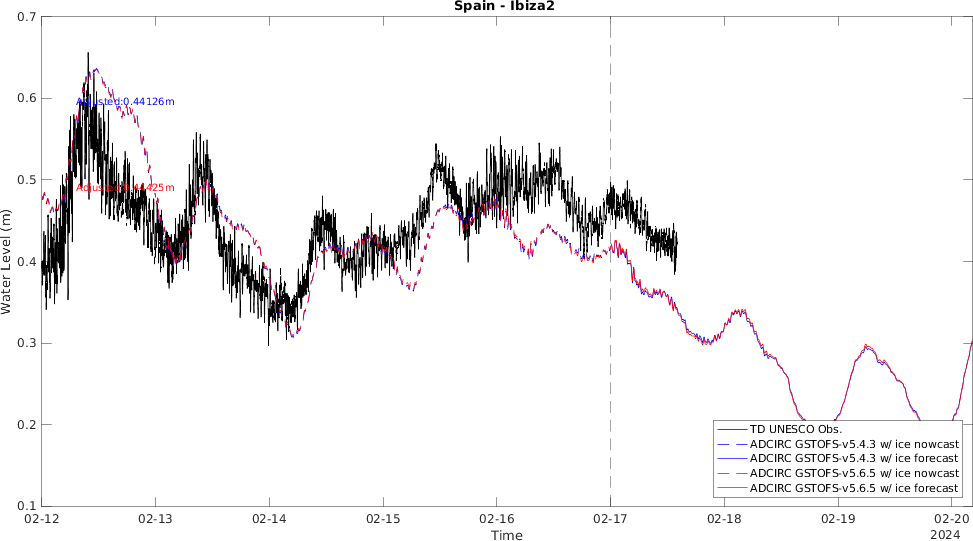 Spain - Ibiza2
0.7
0.6
0.5
0.4
0.3
0.2
0.1
Water Level (m)
Adjusted:0.44126m
Adjusted:0.44425m
TD UNESCO Obs.
ADCIRC GSTOFS-v5.4.3 w/ ice nowcast
ADCIRC GSTOFS-v5.4.3 w/ ice forecast
ADCIRC GSTOFS-v5.6.5 w/ ice nowcast
ADCIRC GSTOFS-v5.6.5 w/ ice forecast
02-12 02-13 02-14 02-15 02-16 02-17 02-18 02-19 02-20
Time
2024